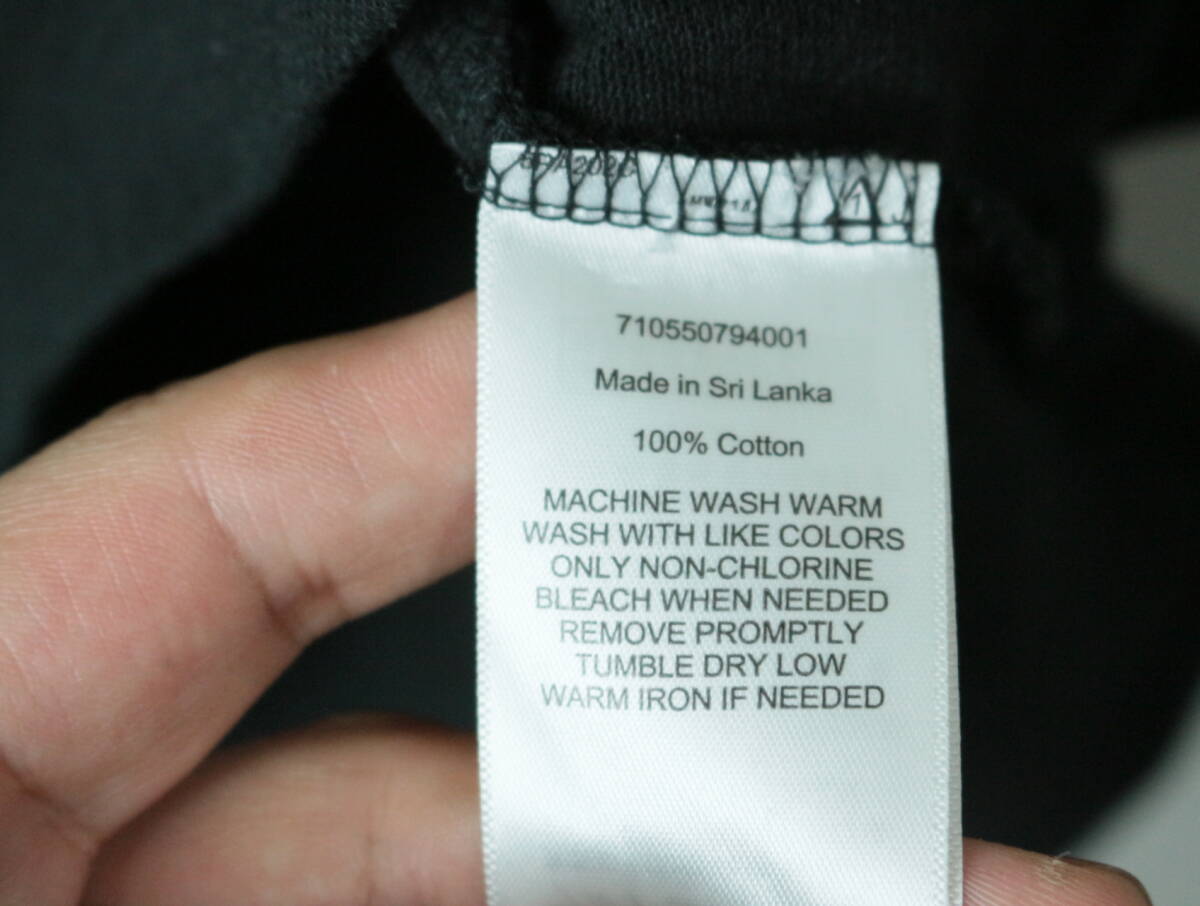 710550794001
Made in Sri Lanka
100% Cotton
MACHINE WASH WARM
WASH WITH LIKE COLORS
ONLY NON-CHLORINE
BLEACH WHEN NEEDED
REMOVE PROMPTLY
TUMBLE DRY LOW
WARM IRON IF NEEDED